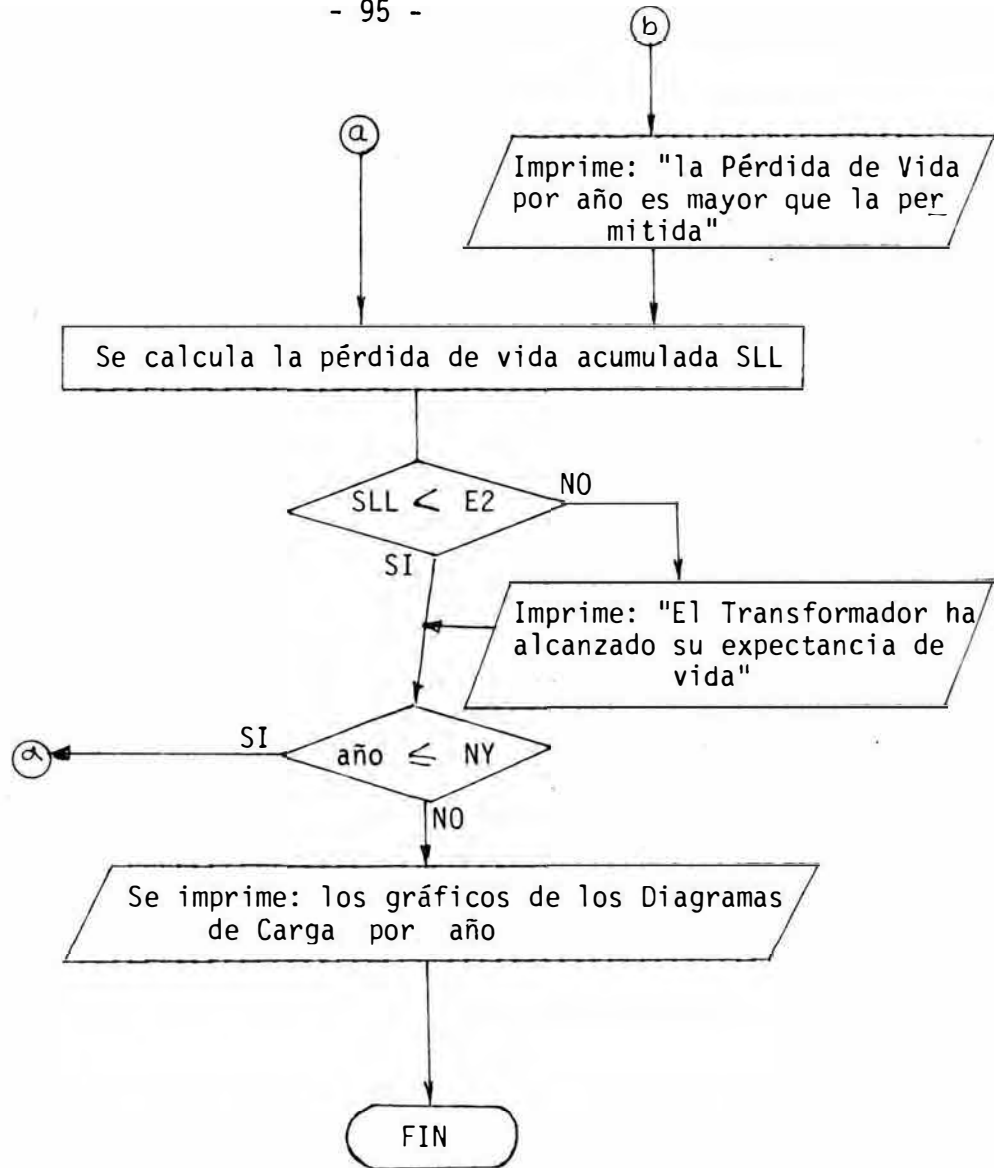 - 95 -
b
a
Imprime: "la Pérdida de Vida
por año es mayor que la per
mitida"
Se calcula la pérdida de vida acumulada SLL
SLL < E2
NO
SI
Imprime: "El Transformador ha
alcanzado su expectancia de
vida"
SI
α
año ≤ NY
NO
Se imprime: los gráficos de los Diagramas
de Carga por año
FIN